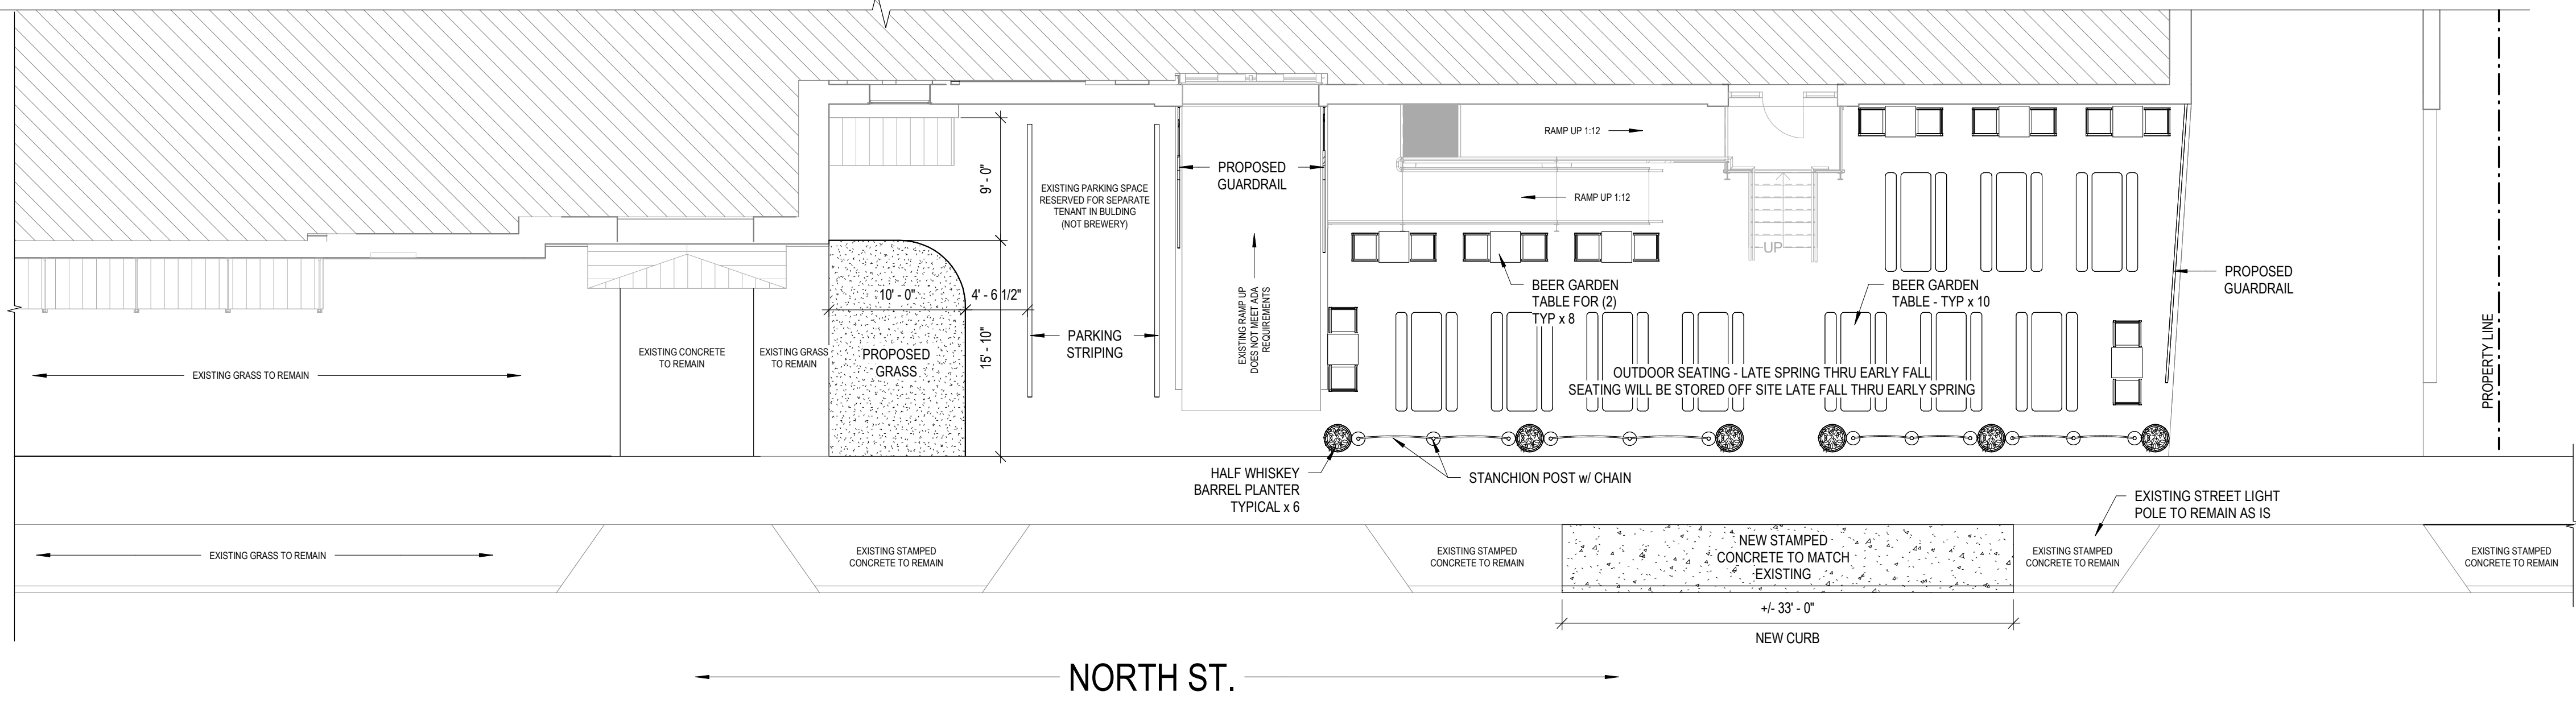 RAMP UP 1:12
9' - 0"
PROPOSED
GUARDRAIL
EXISTING PARKING SPACE
RESERVED FOR SEPARATE
TENANT IN BULDING
(NOT BREWERY)
RAMP UP 1:12
UP
PROPOSED
GUARDRAIL
BEER GARDEN
TABLE FOR (2)
TYP x 8
BEER GARDEN
TABLE - TYP x 10
10' - 0"
4' - 6 1/2"
EXISTING RAMP UP
DOES NOT MEET ADA
REQUIREMENTS
PARKING
STRIPING
15' - 10"
PROPERTY LINE
EXISTING CONCRETE
TO REMAIN
EXISTING GRASS
TO REMAIN
PROPOSED
GRASS
EXISTING GRASS TO REMAIN
OUTDOOR SEATING - LATE SPRING THRU EARLY FALL
SEATING WILL BE STORED OFF SITE LATE FALL THRU EARLY SPRING
HALF WHISKEY
BARREL PLANTER
TYPICAL x 6
STANCHION POST w/ CHAIN
EXISTING STREET LIGHT
POLE TO REMAIN AS IS
EXISTING GRASS TO REMAIN
EXISTING STAMPED
CONCRETE TO REMAIN
EXISTING STAMPED
CONCRETE TO REMAIN
NEW STAMPED
CONCRETE TO MATCH
EXISTING
EXISTING STAMPED
CONCRETE TO REMAIN
EXISTING STAMPED
CONCRETE TO REMAIN
+/- 33' - 0"
NEW CURB
NORTH ST.